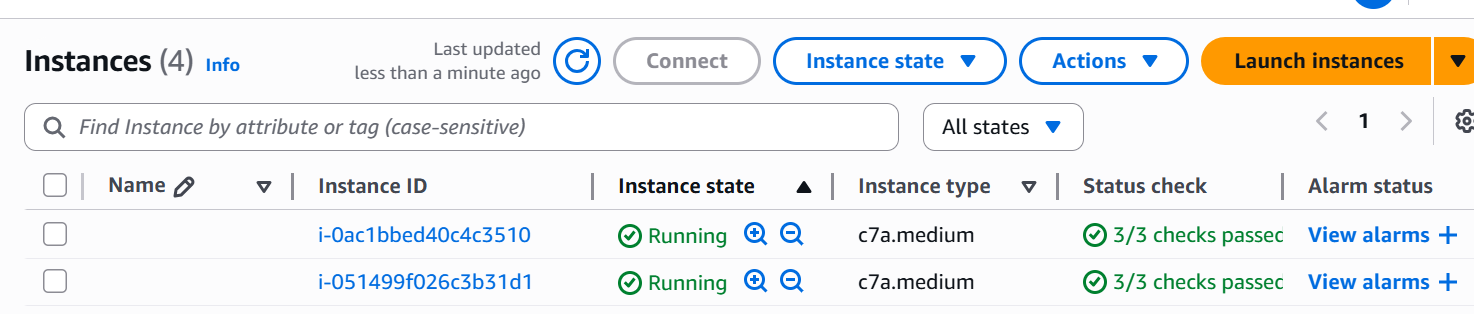 Instances (4) Info
Last updated
less than a minute ago
Connect
Instance state
Actions
Launch instances
Find Instance by attribute or tag (case-sensitive)
All states
1
Name Instance ID Instance state Instance type Status check Alarm status
i-0ac1bbed40c4c3510 Running c7a.medium 3/3 checks passed View alarms +
i-051499f026c3b31d1 Running c7a.medium 3/3 checks passed View alarms +